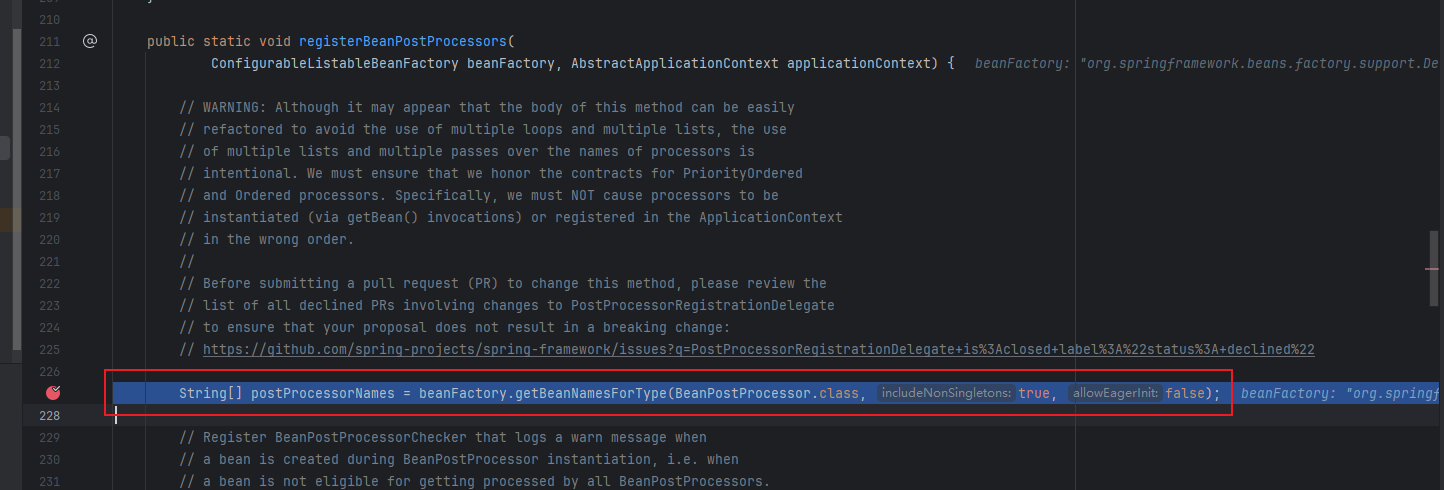 210
211 @ public static void registerBeanPostProcessors(
212 ConfigurableListableBeanFactory beanFactory, AbstractApplicationContext applicationContext) { beanFactory: "org.springframework.beans.factory.support.De
213
214 // WARNING: Although it may appear that the body of this method can be easily
215 // refactored to avoid the use of multiple loops and multiple lists, the use
216 // of multiple lists and multiple passes over the names of processors is
217 // intentional. We must ensure that we honor the contracts for PriorityOrdered
218 // and Ordered processors. Specifically, we must NOT cause processors to be
219 // instantiated (via getBean() invocations) or registered in the ApplicationContext
220 // in the wrong order.
221 //
222 // Before submitting a pull request (PR) to change this method, please review the
223 // list of all declined PRs involving changes to PostProcessorRegistrationDelegate
224 // to ensure that your proposal does not result in a breaking change:
225 // https://github.com/spring-projects/spring-framework/issues?q=PostProcessorRegistrationDelegate+is%3Aclosed+label%3A%22status%3A+declined%22
226
String[] postProcessorNames = beanFactory.getBeanNamesForType(BeanPostProcessor.class, includeNonSingletons: true, allowEagerInit: false); beanFactory: "org.springf
228
229 // Register BeanPostProcessorChecker that logs a warn message when
230 // a bean is created during BeanPostProcessor instantiation, i.e. when
231 // a bean is not eligible for getting processed by all BeanPostProcessors.